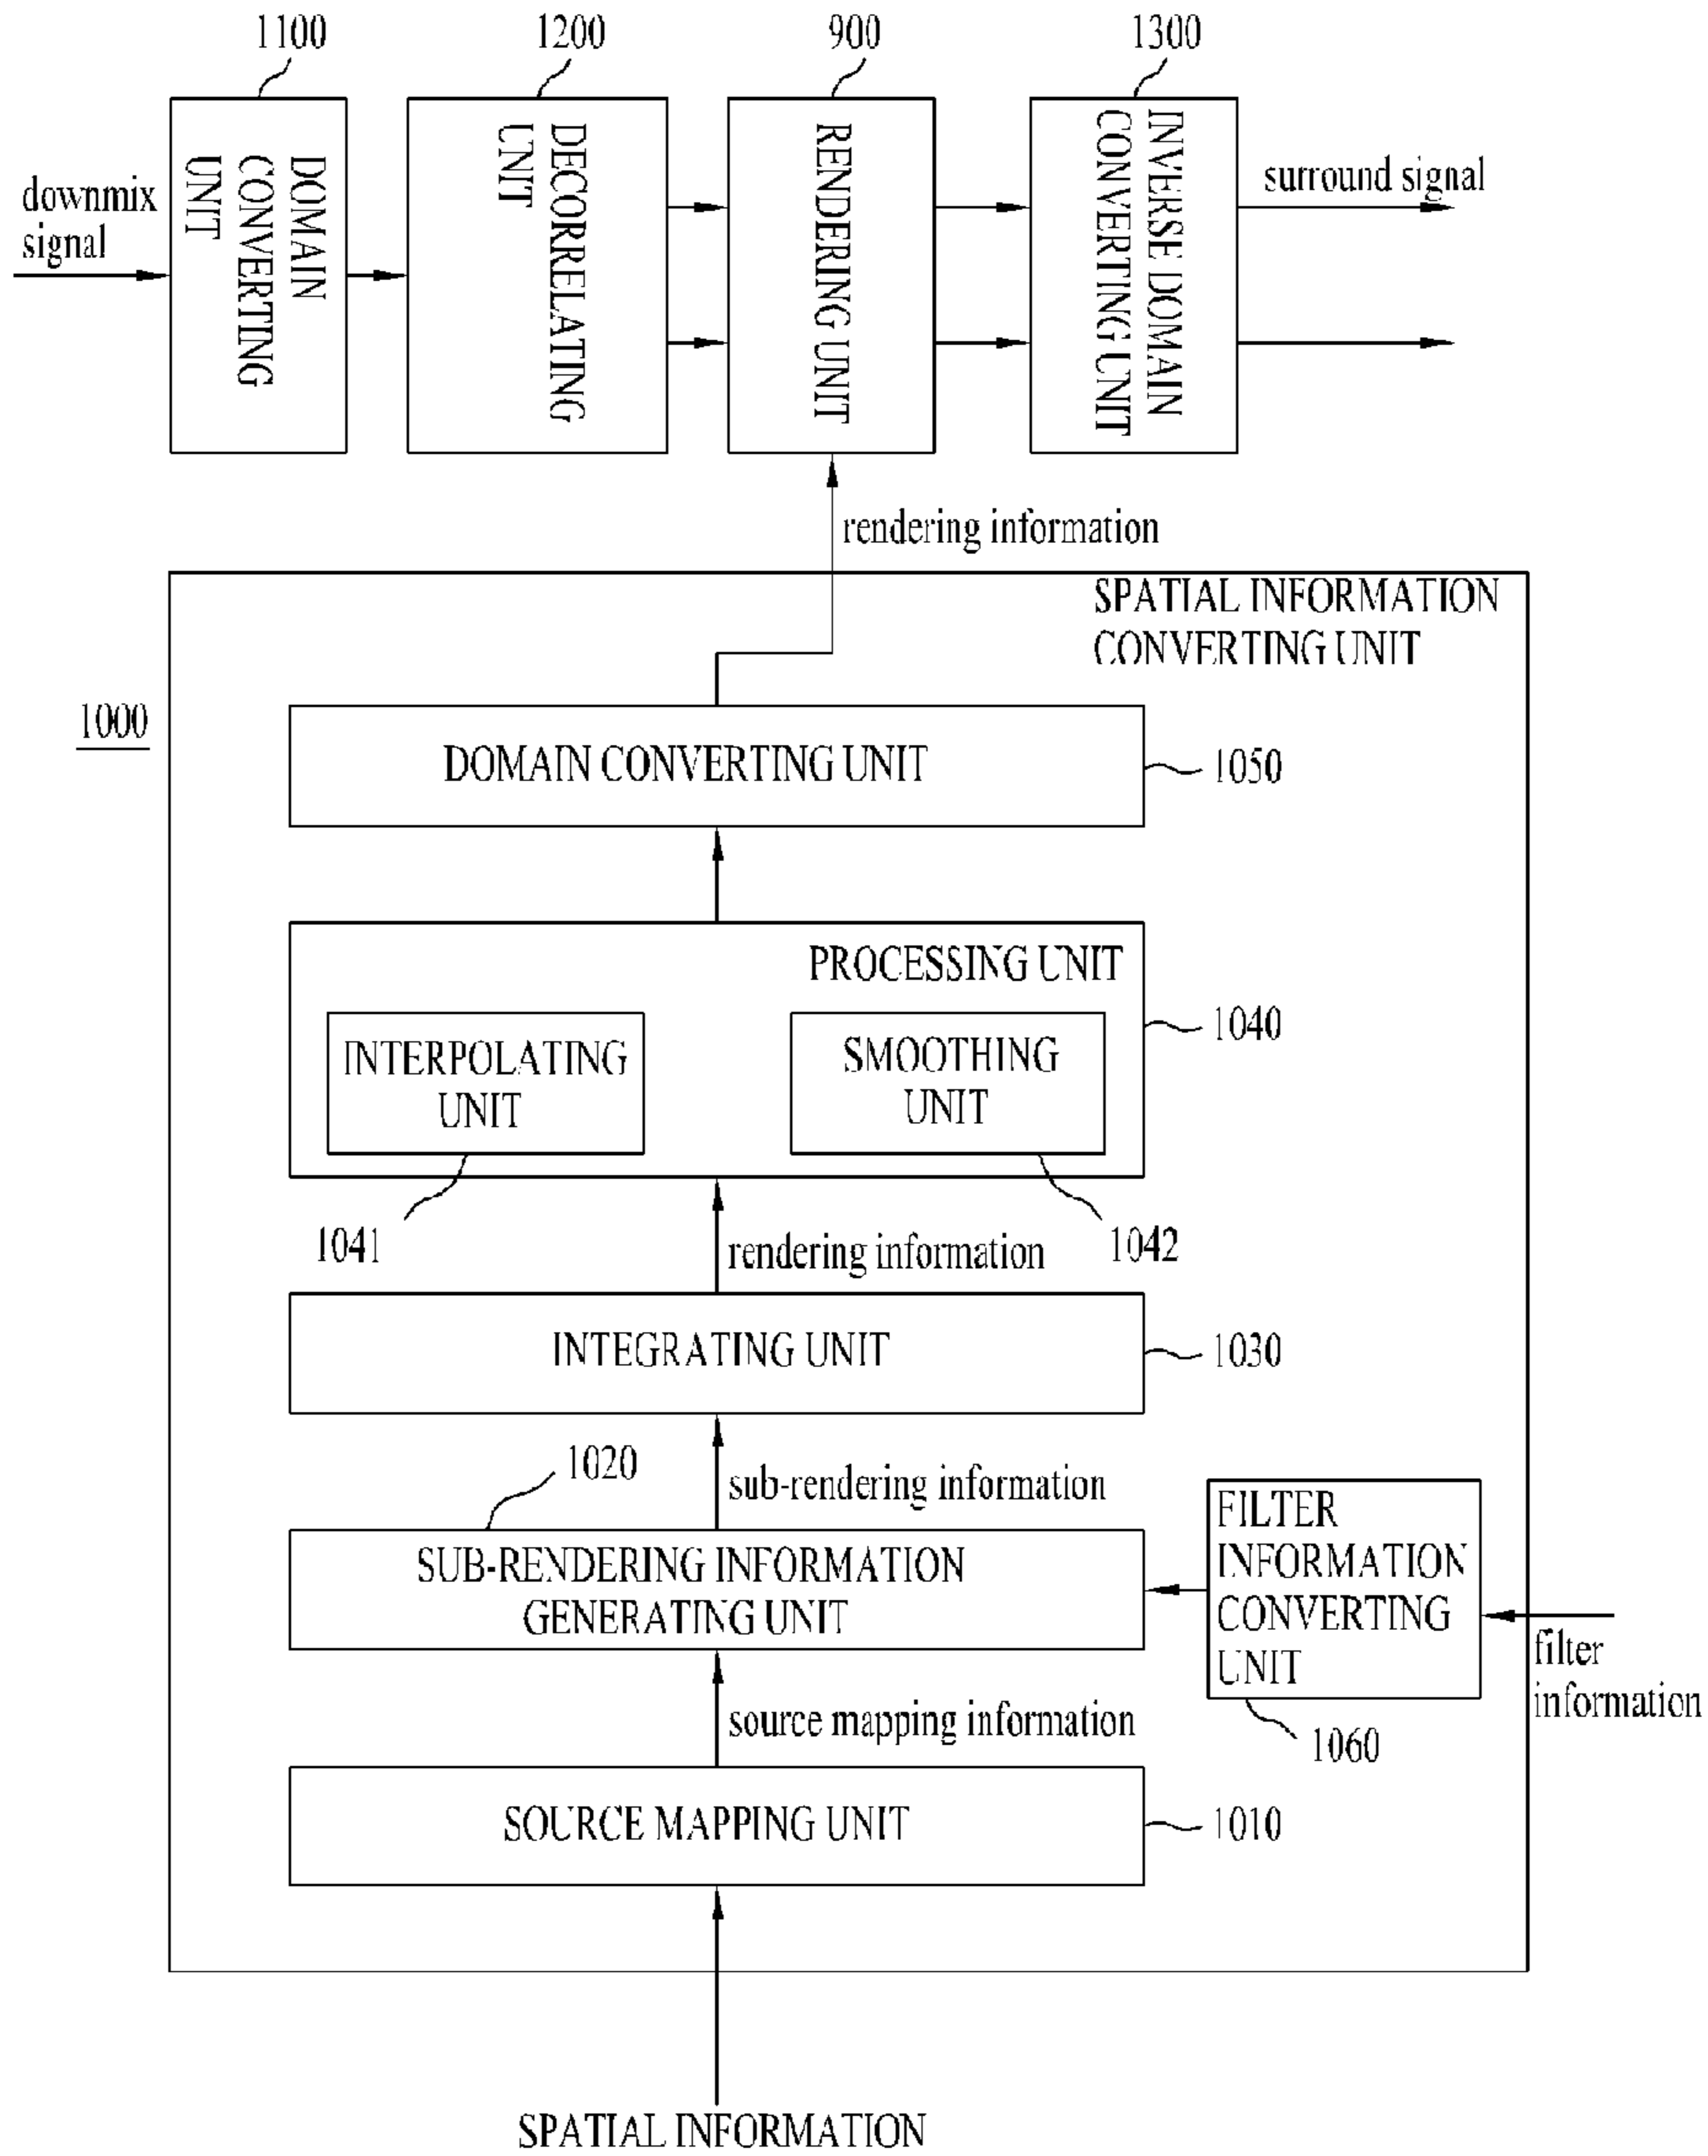 1100
1200
900
1300
downmix
signal
DOMAIN
CONVERTING
UNIT
DECORRELATING
UNIT
RENDERING UNIT
INVERSE DOMAIN
CONVERTING UNIT
surround signal
rendering information
SPATIAL INFORMATION
CONVERTING UNIT
1000
DOMAIN CONVERTING UNIT
1050
PROCESSING UNIT
1040
INTERPOLATING
UNIT
SMOOTHING
UNIT
1041
1042
rendering information
INTEGRATING UNIT
1030
1020
sub-rendering information
SUB-RENDERING INFORMATION
GENERATING UNIT
FILTER
INFORMATION
CONVERTING
UNIT
filter
information
1060
source mapping information
SOURCE MAPPING UNIT
1010
SPATIAL INFORMATION